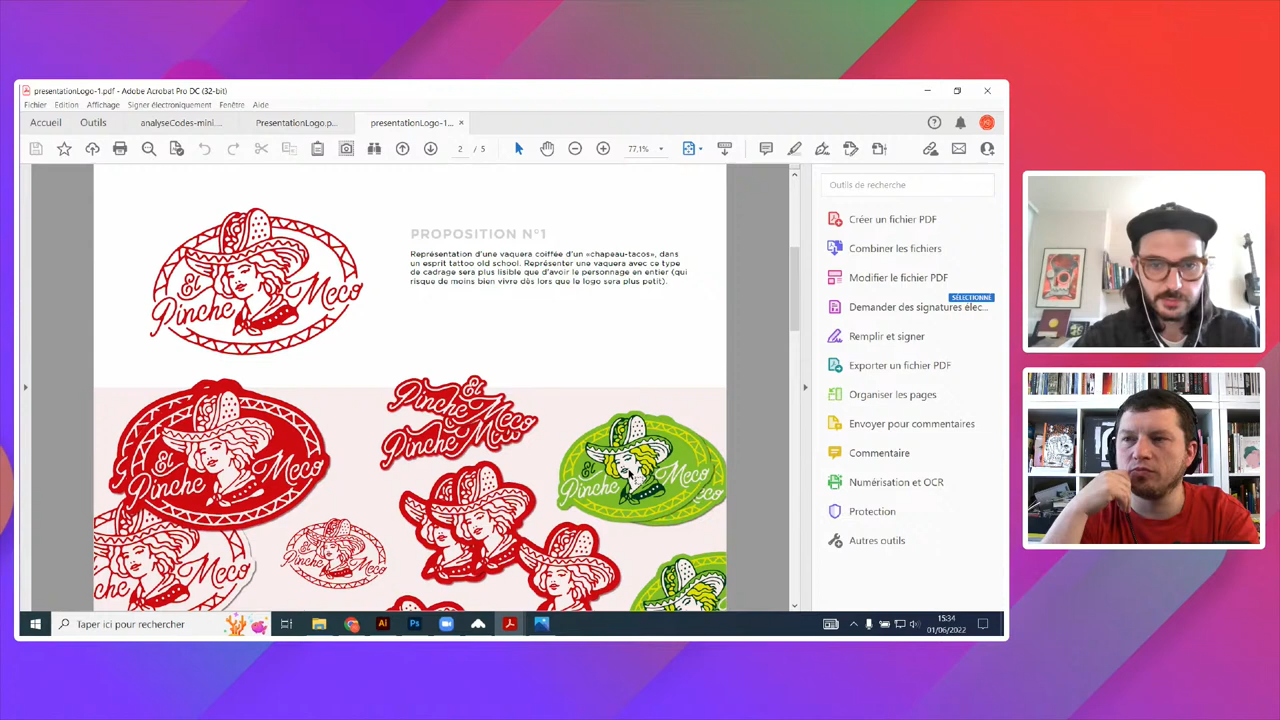 presentationLogo-1.pdf - Adobe Acrobat Pro DC (32-bit)
Fichier Edition Affichage Signer électroniquement Fenêtre Aide
Accueil Outils analyseCodes-mini... PresentationLogo.p... presentationLogo-1... ×
2 / 5 77,1%
PROPOSITION N°1
Représentation d'une vaquera coiffée d'un «chapeau-tacos», dans
un esprit tattoo old school. Représenter une vaquera avec ce type
de cadrage sera plus lisible que d'avoir le personnage en entier (qui
risque de moins bien vivre dès lors que le logo sera plus petit).
El
Pinche Meco
El
Pinche Meco
El
Pinche Meco
Pinche
El
Pinche Meco
Meco
El
Pinche Meco
Outils de recherche
Créer un fichier PDF
Combiner les fichiers
Modifier le fichier PDF
SÉLECTIONNÉ
Demander des signatures élec...
Remplir et signer
Exporter un fichier PDF
Organiser les pages
Envoyer pour commentaires
Commentaire
Numérisation et OCR
Protection
Autres outils
Taper ici pour rechercher
Ai Ps
15:34
01/06/2022